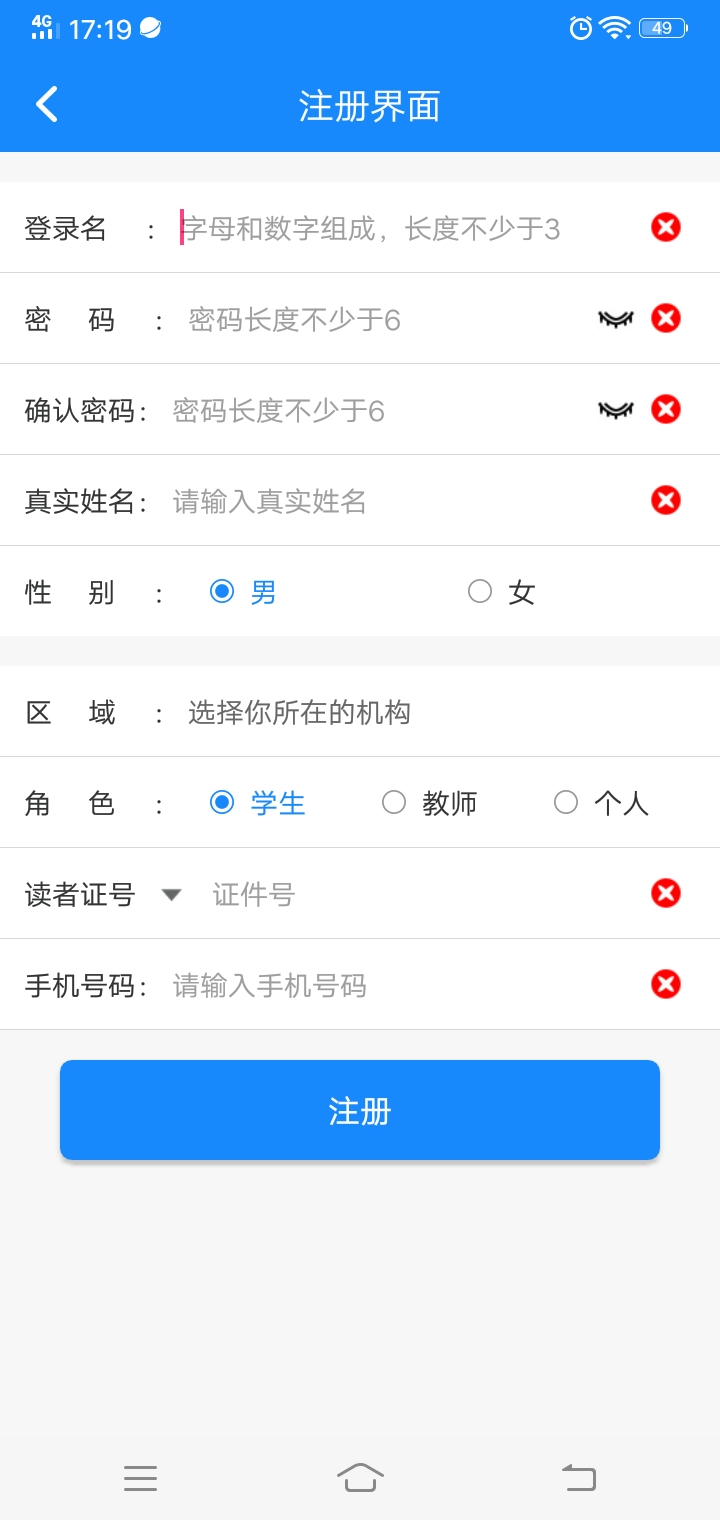 4G 17:19 49
注册界面
登录名 : 字母和数字组成，长度不少于3
密 码 : 密码长度不少于6
确认密码: 密码长度不少于6
真实姓名: 请输入真实姓名
性 别 : 男 女
区 域 : 选择你所在的机构
角 色 : 学生 教师 个人
读者证号 证件号
手机号码: 请输入手机号码
注册